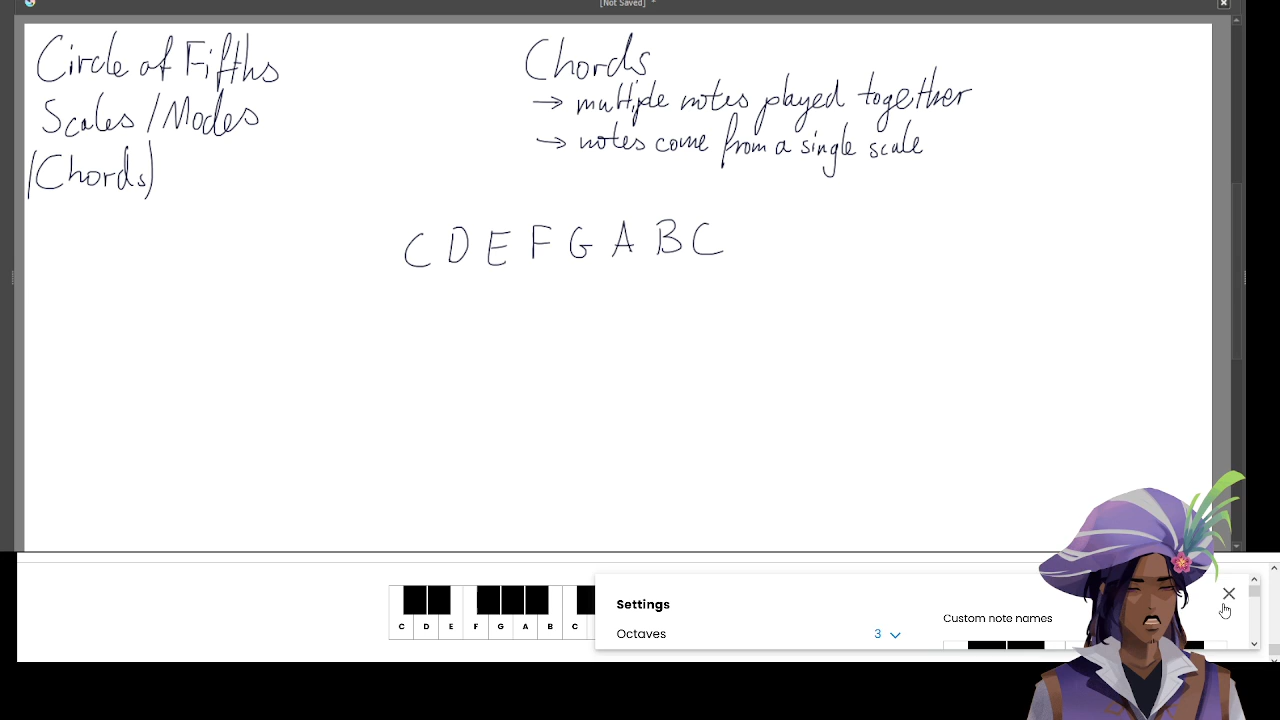 [Not Saved] *
Circle of Fifths
Scales/Modes
(Chords)
Chords
→ multiple notes played together
→ notes come from a single scale
C D E F G A B C
C D E F G A B C
Settings
Octaves 3
Custom note names